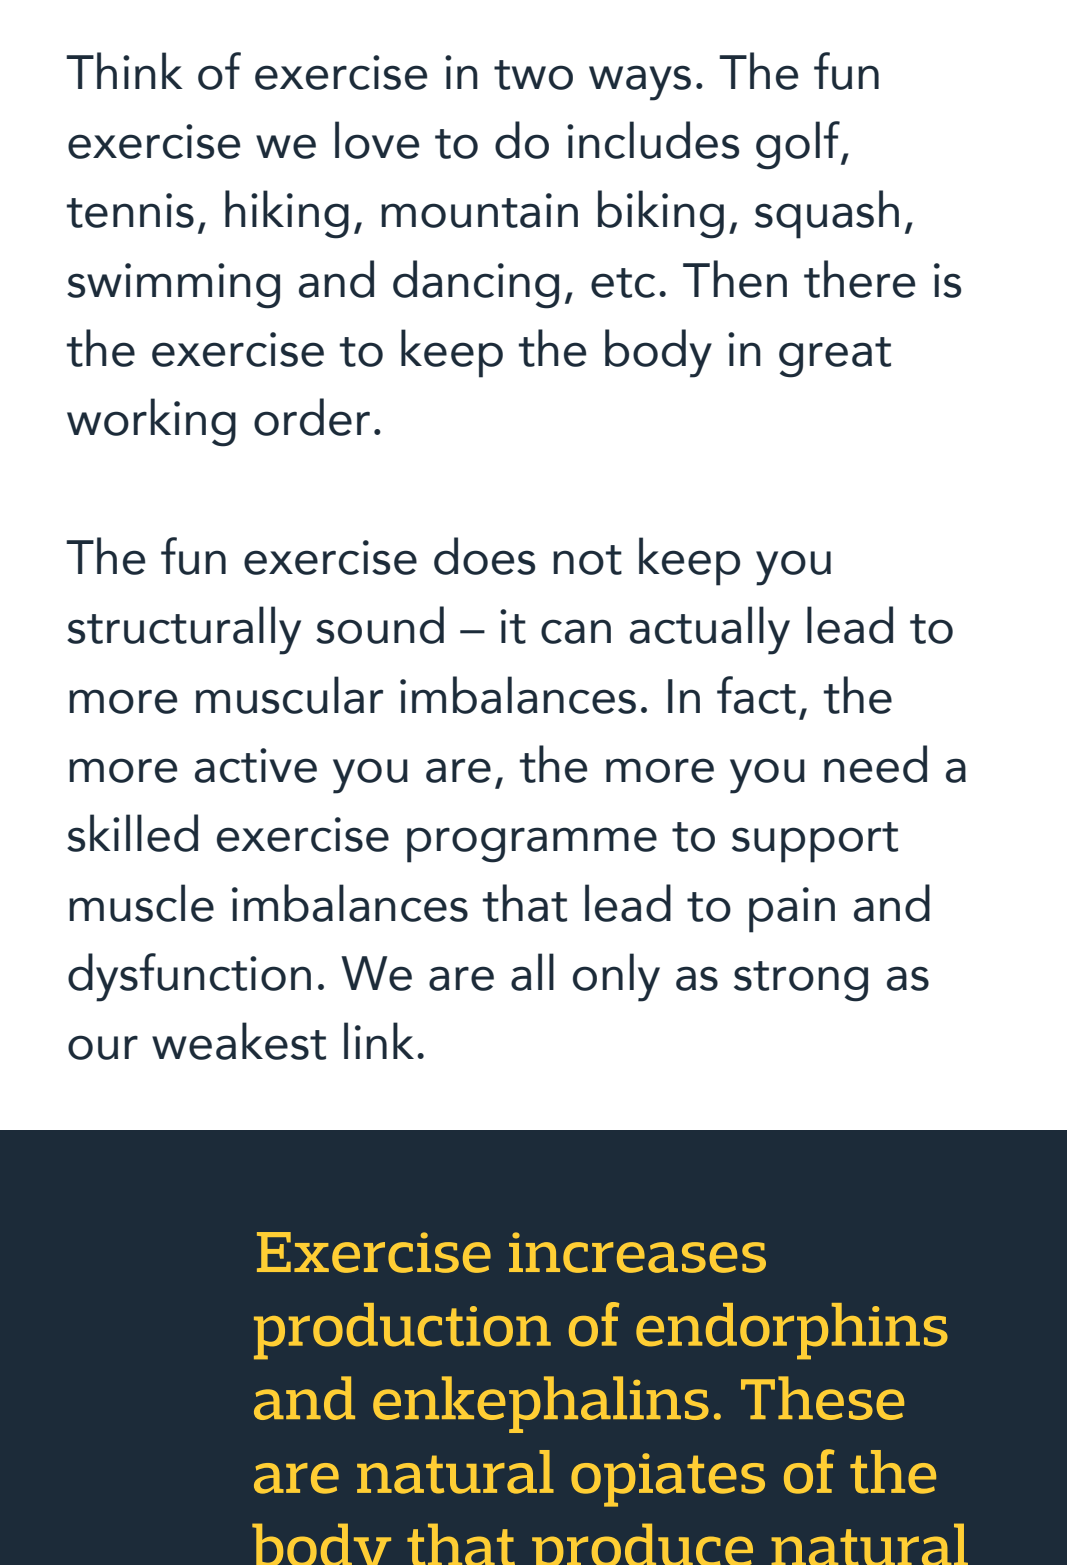 Think of exercise in two ways. The fun
exercise we love to do includes golf,
tennis, hiking, mountain biking, squash,
swimming and dancing, etc. Then there is
the exercise to keep the body in great
working order.
The fun exercise does not keep you
structurally sound – it can actually lead to
more muscular imbalances. In fact, the
more active you are, the more you need a
skilled exercise programme to support
muscle imbalances that lead to pain and
dysfunction. We are all only as strong as
our weakest link.
Exercise increases
production of endorphins
and enkephalins. These
are natural opiates of the
body that produce natural